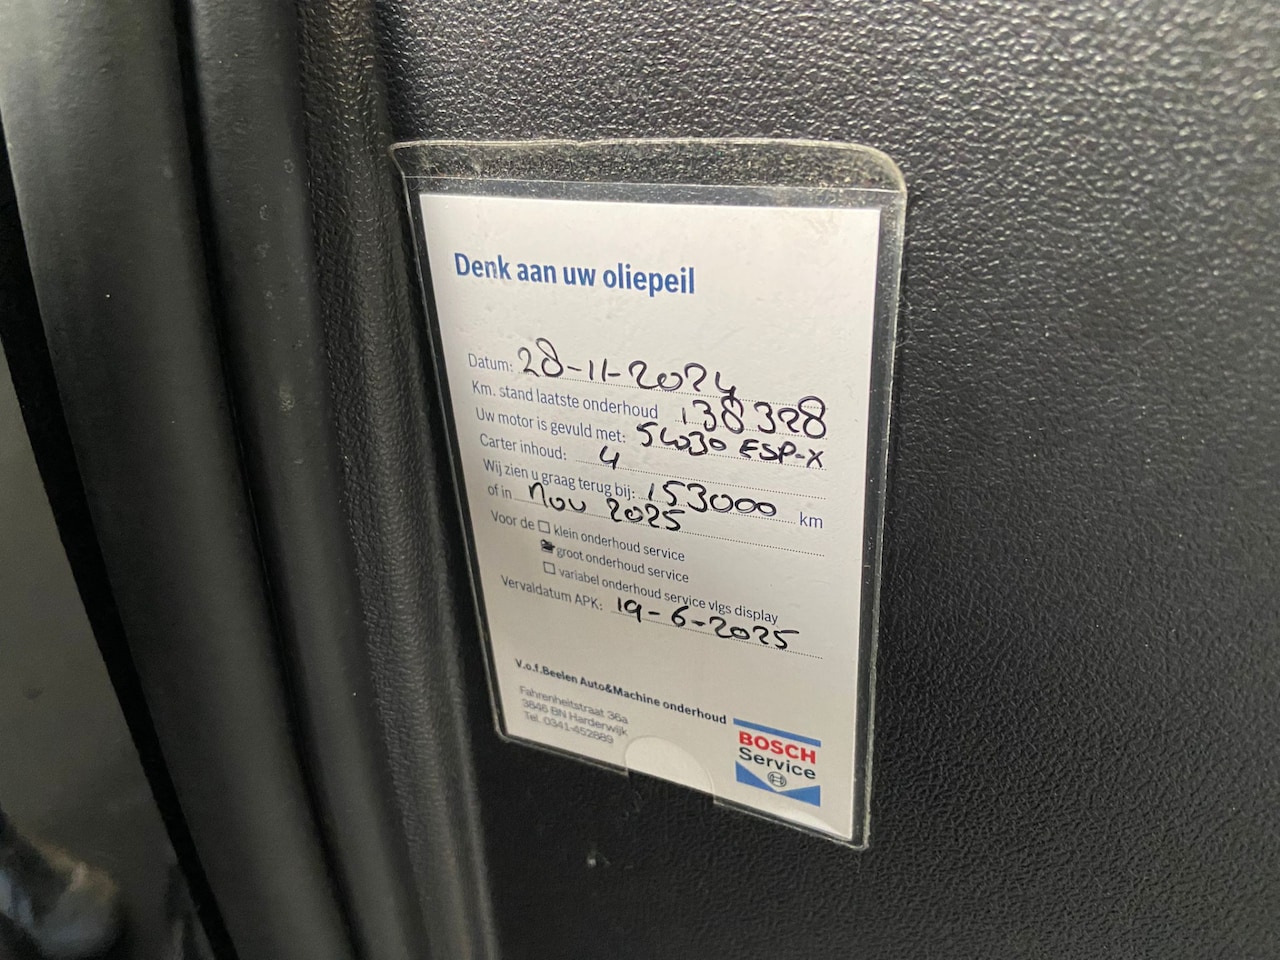 Denk aan uw oliepeil
Datum: 28-11-2024
Km. stand laatste onderhoud 138328
Uw motor is gevuld met: 5w30 ESP-X
Carter inhoud: 4
Wij zien u graag terug bij: 153000 km
of in nov 2025
Voor de klein onderhoud service
groot onderhoud service
variabel onderhoud service vlgs display
Vervaldatum APK: 19-6-2025
V.o.f. Beelen Auto&Machine onderhoud
Fahrenheitstraat 36a
3846 BN Harderwijk
Tel. 0341-452889
BOSCH
Service